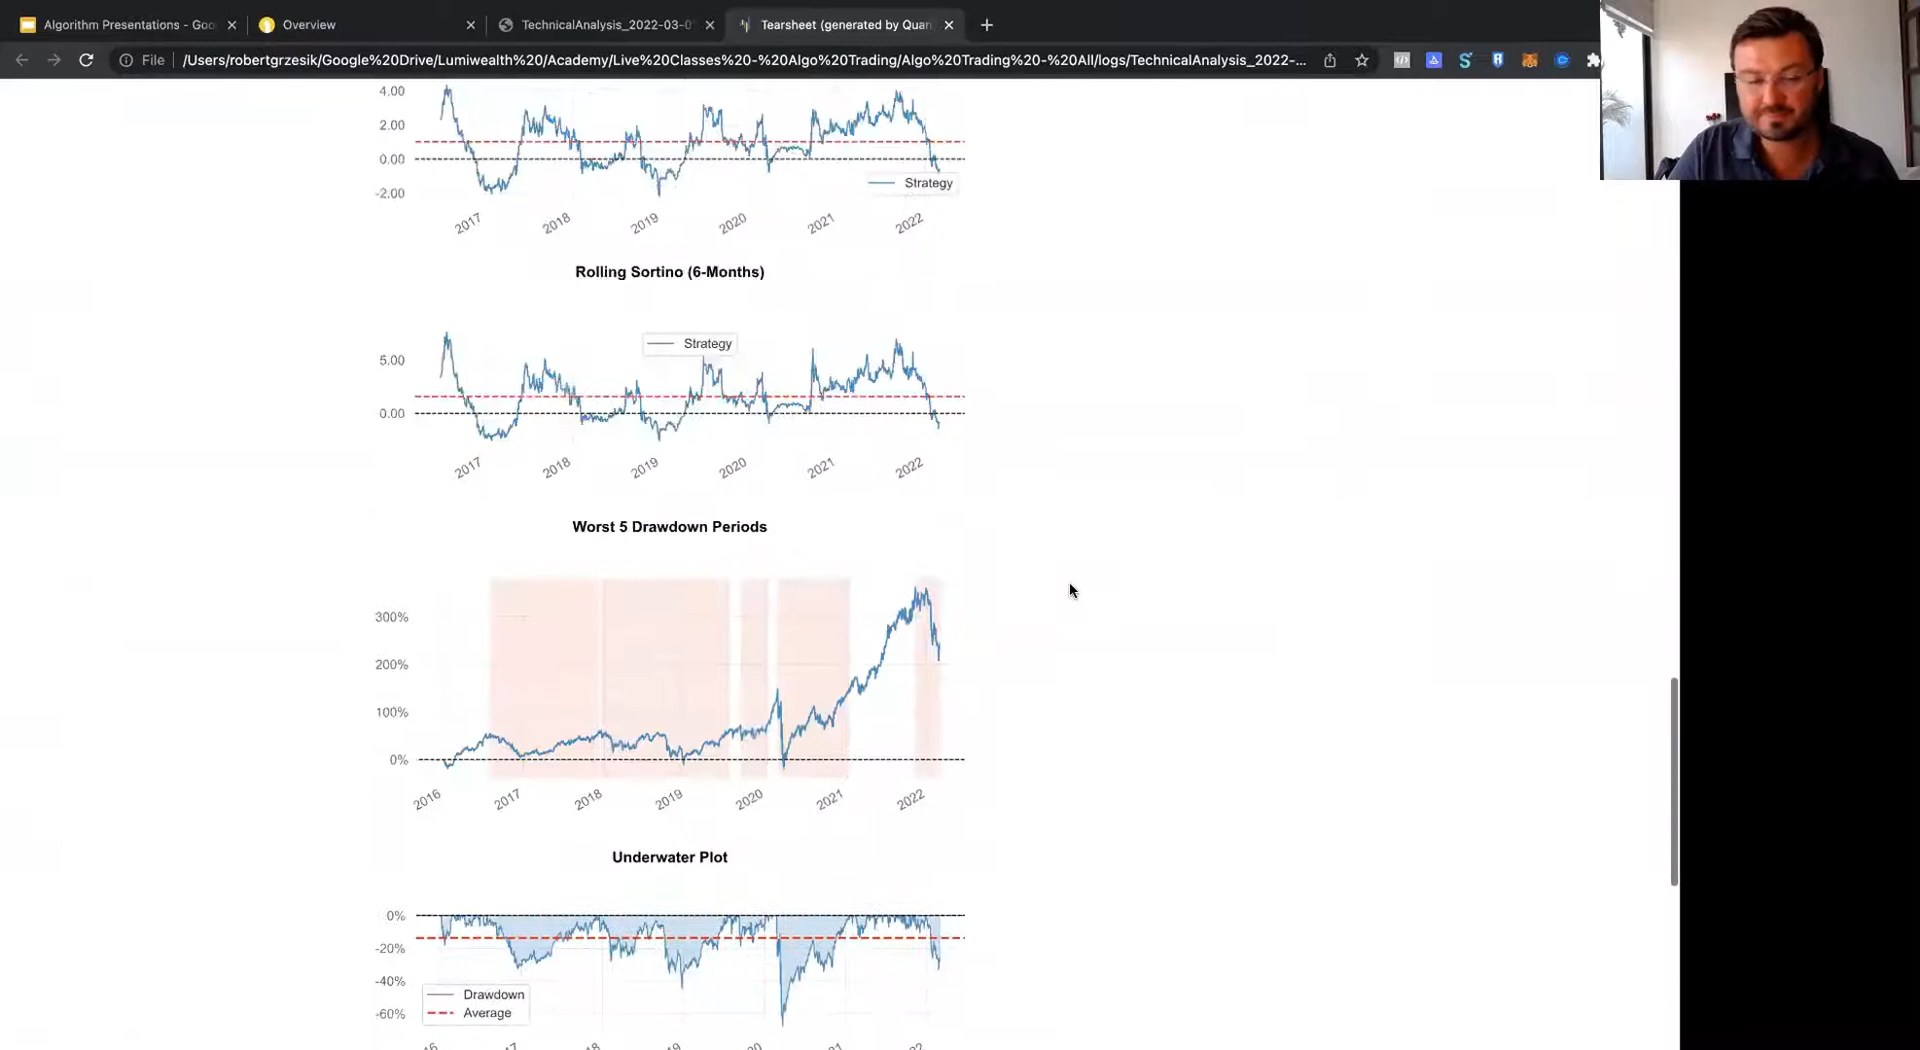 Algorithm Presentations - Goo
Overview
TechnicalAnalysis_2022-03-0
Tearsheet (generated by Quan
File
/Users/robertgrzesik/Google%20Drive/Lumiwealth%20/Academy/Live%20Classes%20-%20Algo%20Trading/Algo%20Trading%20-%20All/logs/TechnicalAnalysis_2022-...
4.00
2.00
0.00
-2.00
Strategy
2017 2018 2019 2020 2021 2022
Rolling Sortino (6-Months)
Strategy
5.00
0.00
2017 2018 2019 2020 2021 2022
Worst 5 Drawdown Periods
300%
200%
100%
0%
2016 2017 2018 2019 2020 2021 2022
Underwater Plot
0%
-20%
-40%
-60%
Drawdown
Average